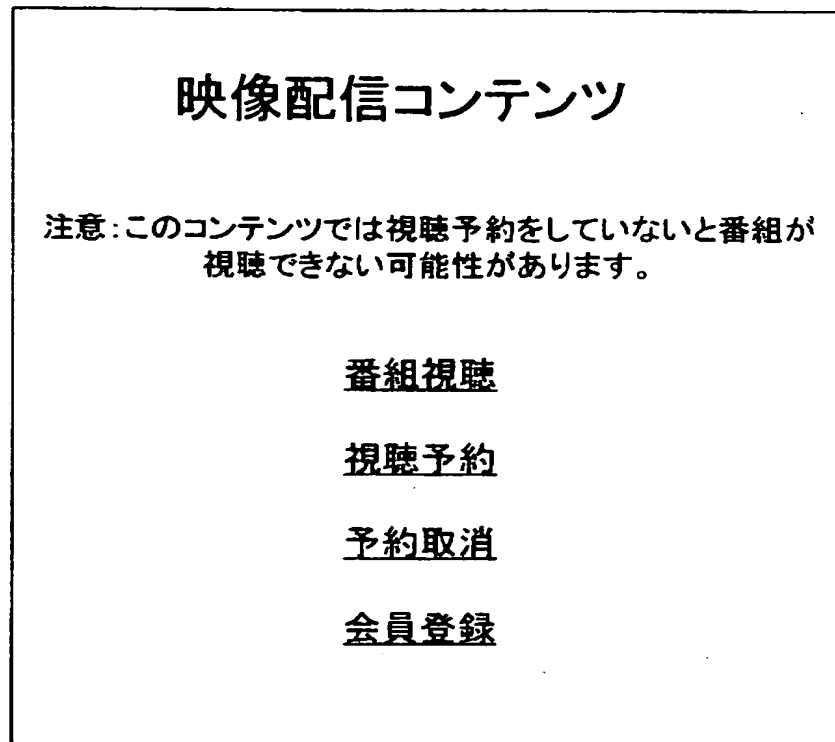 映像配信コンテンツ
注意:このコンテンツでは視聴予約をしていないと番組が
視聴できない可能性があります。
番組視聴
視聴予約
予約取消
会員登録